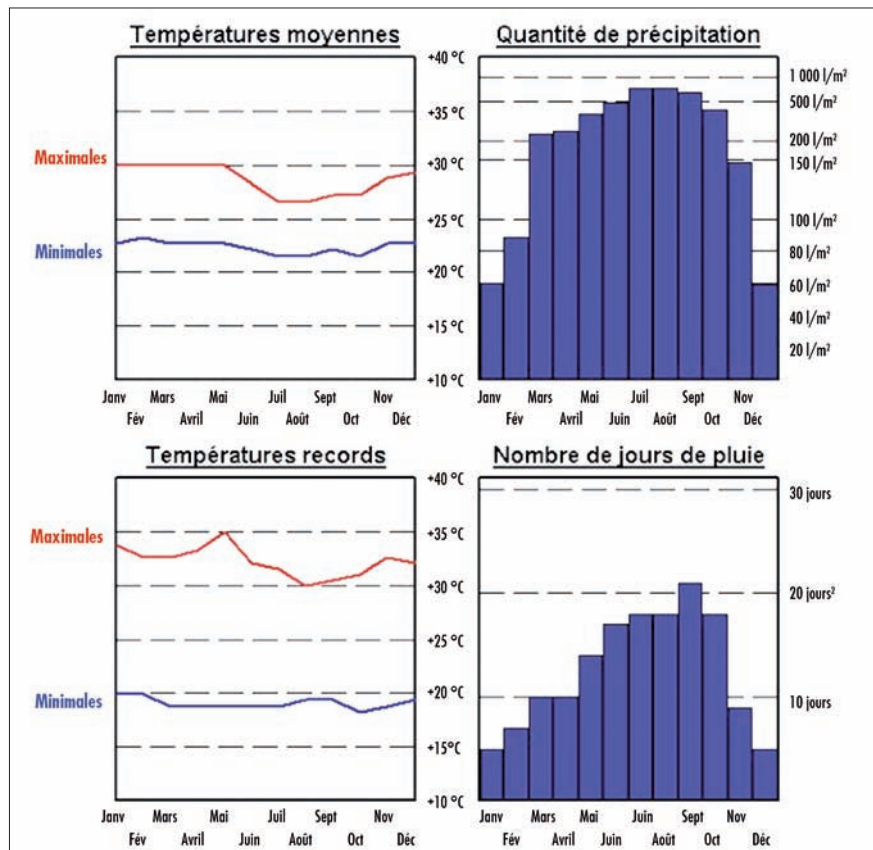 Températures moyennes
+40 °C
+35 °C
Maximales
+30 °C
+25 °C
Minimales
+20 °C
+15 °C
+10 °C
Janv Mars Mai Juil Sept Nov
Fév Avril Juin Août Oct Déc
Quantité de précipitation
1 000 l/m²
500 l/m²
200 l/m²
150 l/m²
100 l/m²
80 l/m²
60 l/m²
40 l/m²
20 l/m²
Janv Mars Mai Juil Sept Nov
Fév Avril Juin Août Oct Déc
Températures records
+40 °C
Maximales
+35 °C
+30 °C
+25 °C
+20 °C
Minimales
+15°C
+10 °C
Janv Mars Mai Juil Sept Nov
Fév Avril Juin Août Oct Déc
Nombre de jours de pluie
30 jours
20 jours²
10 jours
Janv Mars Mai Juin Sept Nov
Fév Avril Juin Août Oct Déc